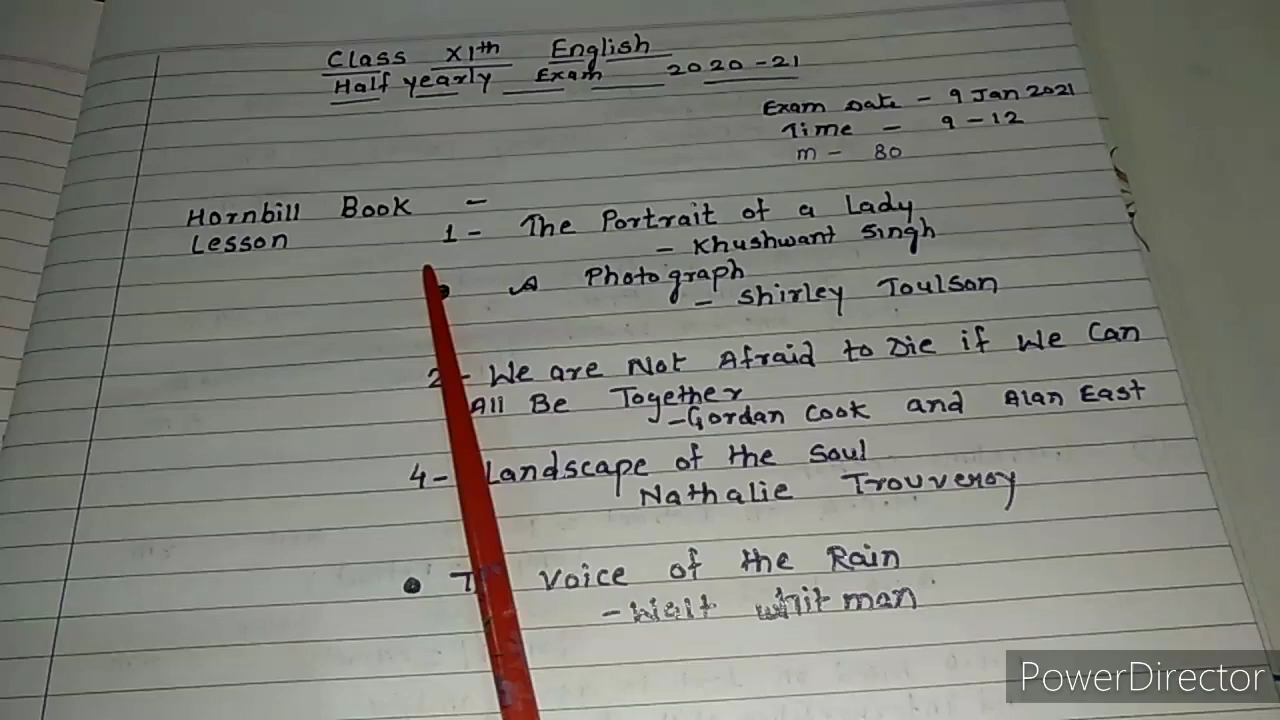 Class XIth English
Half yearly Exam 2020-21
Exam Date - 9 Jan 2021
Time - 9-12
m - 80
Hornbill Book -
Lesson 1- The Portrait of a Lady
- Khushwant Singh
• A Photograph
- Shirley Toulson
2- We are Not Afraid to Die if We Can
All Be Together
-Gordan Cook and Alan East
4- Landscape of the Soul
Nathalie Trouveroy
• Voice of the Rain
- Walt whitman
PowerDirector